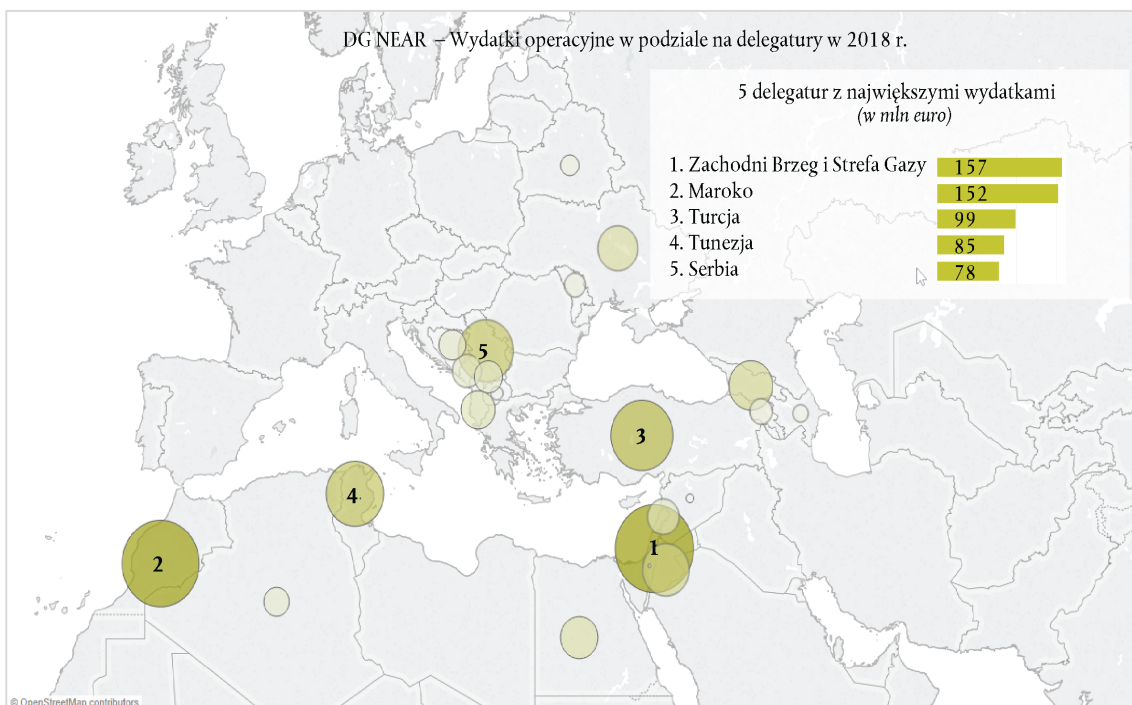 DG NEAR – Wydatki operacyjne w podziale na delegatury w 2018 r.
5 delegatur z największymi wydatkami
(w mln euro)
1. Zachodni Brzeg i Strefa Gazy 157
2. Maroko 152
3. Turcja 99
4. Tunezja 85
5. Serbia 78
5
3
4
1
2
© OpenStreetMap contributors